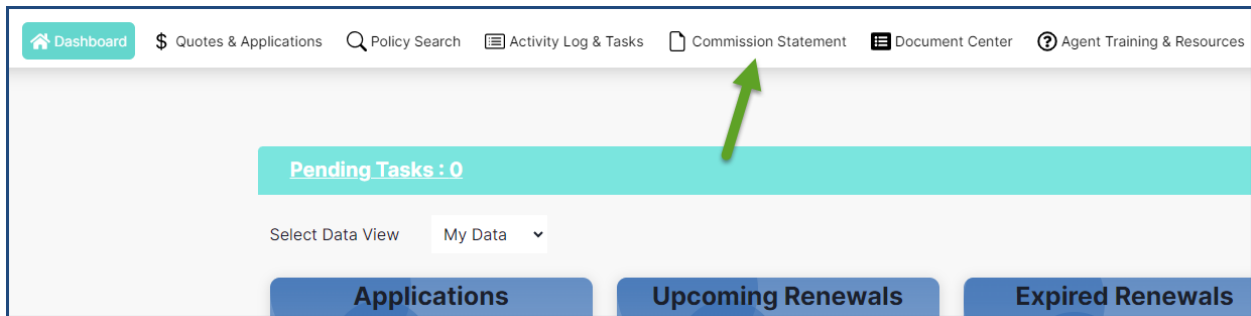 Dashboard $ Quotes & Applications Policy Search Activity Log & Tasks Commission Statement Document Center ? Agent Training & Resources
Pending Tasks : 0
Select Data View My Data
Applications Upcoming Renewals Expired Renewals